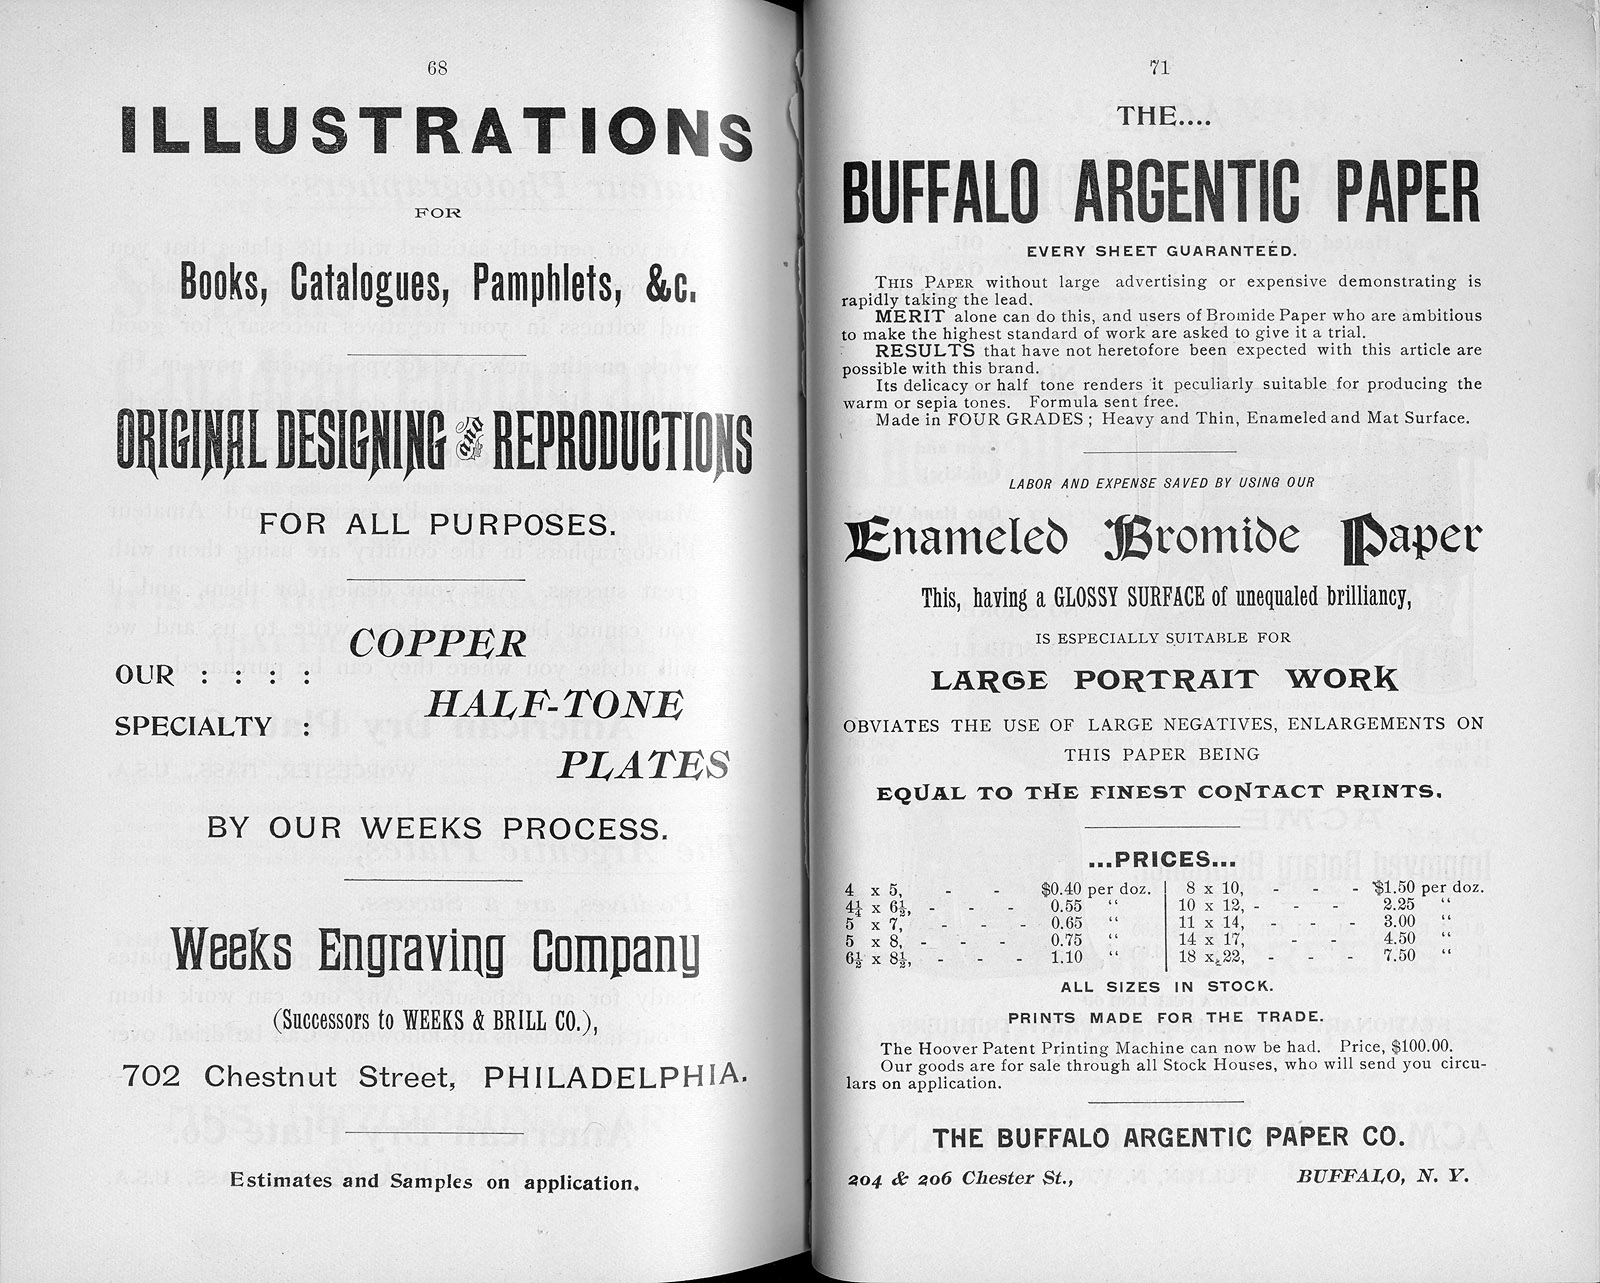 68
ILLUSTRATIONS
FOR
Books, Catalogues, Pamphlets, &c.
ORIGINAL DESIGNING and REPRODUCTIONS
FOR ALL PURPOSES.
OUR : : : :
SPECIALTY :
COPPER
HALF-TONE
PLATES
BY OUR WEEKS PROCESS.
Weeks Engraving Company
(Successors to WEEKS & BRILL CO.),
702 Chestnut Street, PHILADELPHIA.
Estimates and Samples on application.
71
THE....
BUFFALO ARGENTIC PAPER
EVERY SHEET GUARANTEED.
THIS PAPER without large advertising or expensive demonstrating is
rapidly taking the lead.
MERIT alone can do this, and users of Bromide Paper who are ambitious
to make the highest standard of work are asked to give it a trial.
RESULTS that have not heretofore been expected with this article are
possible with this brand.
Its delicacy or half tone renders it peculiarly suitable for producing the
warm or sepia tones. Formula sent free.
Made in FOUR GRADES; Heavy and Thin, Enameled and Mat Surface.
LABOR AND EXPENSE SAVED BY USING OUR
Enameled Bromide Paper
This, having a GLOSSY SURFACE of unequaled brilliancy,
IS ESPECIALLY SUITABLE FOR
LARGE PORTRAIT WORK
OBVIATES THE USE OF LARGE NEGATIVES, ENLARGEMENTS ON
THIS PAPER BEING
EQUAL TO THE FINEST CONTACT PRINTS.
...PRICES...
4 x 5, - - $0.40 per doz.
4¼ x 6½, - - - 0.55 “
5 x 7, - - - 0.65 “
5 x 8, - - - 0.75 “
6½ x 8½, - - - 1.10 “
8 x 10, - - - $1.50 per doz.
10 x 12, - - - 2.25 “
11 x 14, - - - 3.00 “
14 x 17, - - 4.50 “
18 x 22, - - - 7.50 “
ALL SIZES IN STOCK.
PRINTS MADE FOR THE TRADE.
The Hoover Patent Printing Machine can now be had. Price, $100.00.
Our goods are for sale through all Stock Houses, who will send you circu-
lars on application.
THE BUFFALO ARGENTIC PAPER CO.
204 & 206 Chester St., BUFFALO, N. Y.